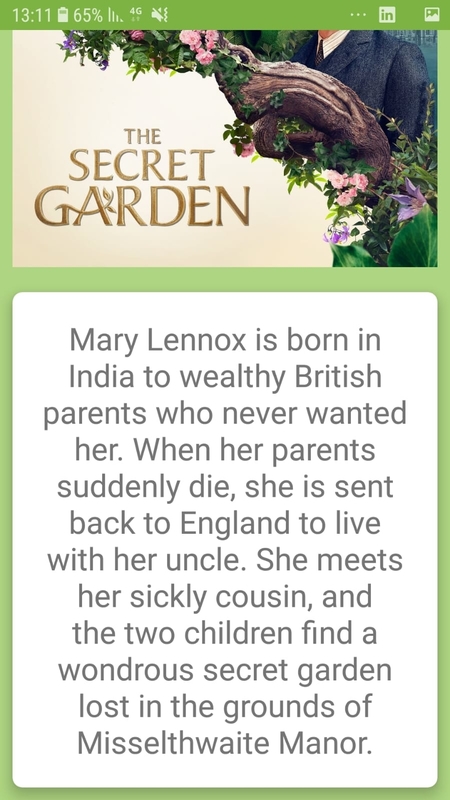 13:11 65% 4G
THE
SECRET
GARDEN
Mary Lennox is born in
India to wealthy British
parents who never wanted
her. When her parents
suddenly die, she is sent
back to England to live
with her uncle. She meets
her sickly cousin, and
the two children find a
wondrous secret garden
lost in the grounds of
Misselthwaite Manor.